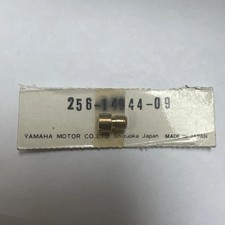 256-14944-09
YAMAHA MOTOR CO., LTD. Shizuoka Japan MADE IN JAPAN